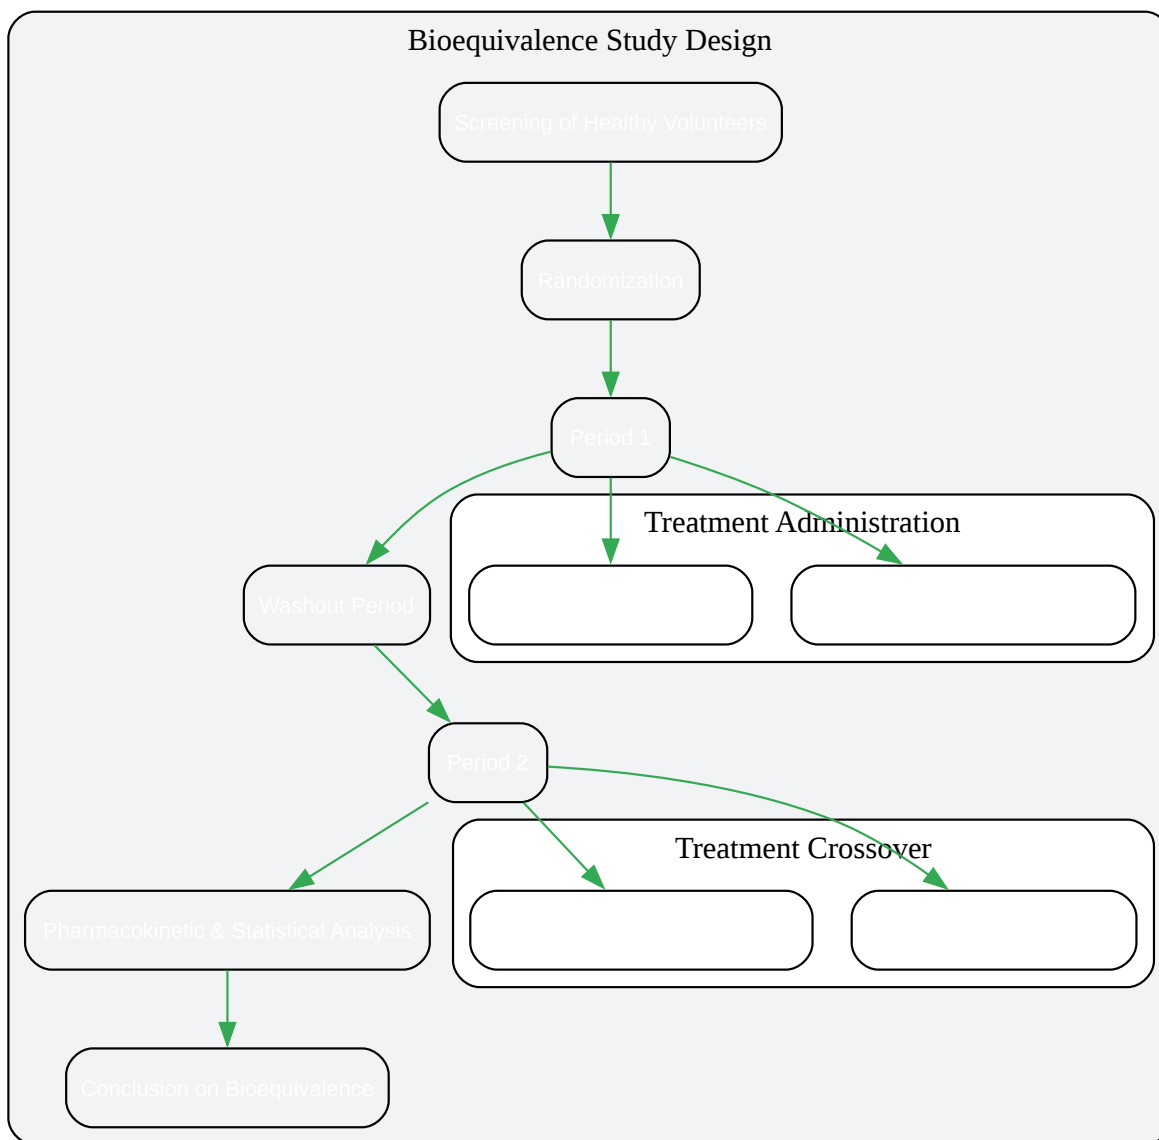 Bioequivalence Study Design
Screening of Healthy Volunteers
Randomization
Period 1
Treatment Administration
Washout Period
Period 2
Treatment Crossover
Pharmacokinetic & Statistical Analysis
Conclusion on Bioequivalence